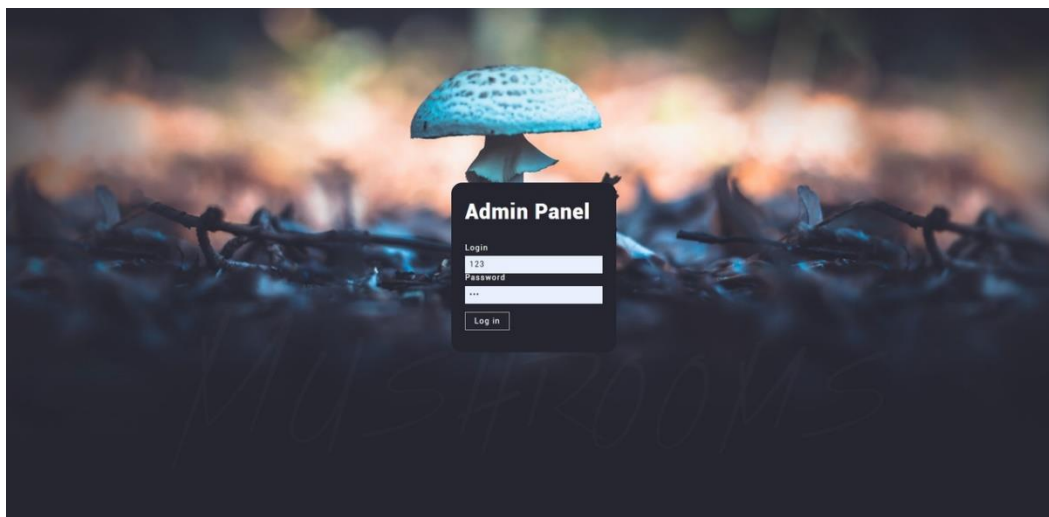 Admin Panel
Login
123
Password
•••
Log in
MUSHROOMS